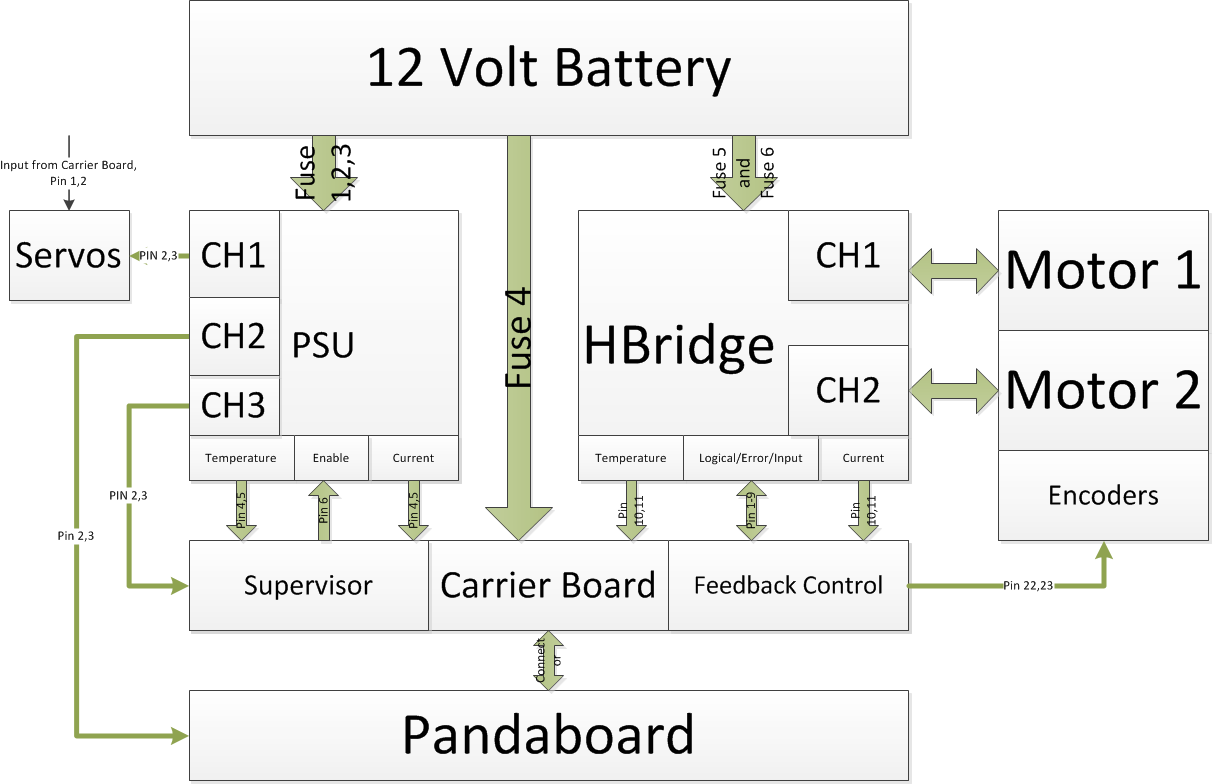 12 Volt Battery
Fuse
1,2,3
Fuse 4
Fuse 5
and
Fuse 6
Input from Carrier Board,
Pin 1,2
Servos
PIN 2,3
CH1
CH2
CH3
PSU
HBridge
CH1
CH2
Motor 1
Motor 2
Encoders
Temperature
Enable
Current
Temperature
Logical/Error/Input
Current
PIN 2,3
Pin 2,3
Pin 4,5
Pin 6
Pin 4,5
Pin
10,11
Pin 1-9
Pin
10,11
Supervisor
Carrier Board
Feedback Control
Pin 22,23
Connect
or
Pandaboard